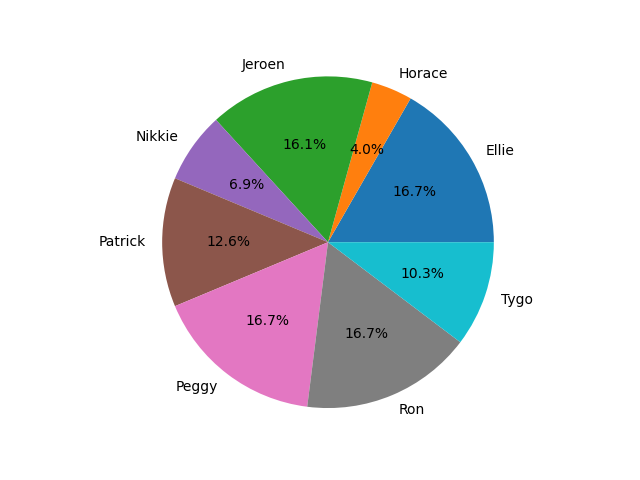 Jeroen
Horace
Nikkie
Ellie
16.1%
4.0%
6.9%
16.7%
Patrick
12.6%
10.3%
Tygo
16.7%
16.7%
Peggy
Ron